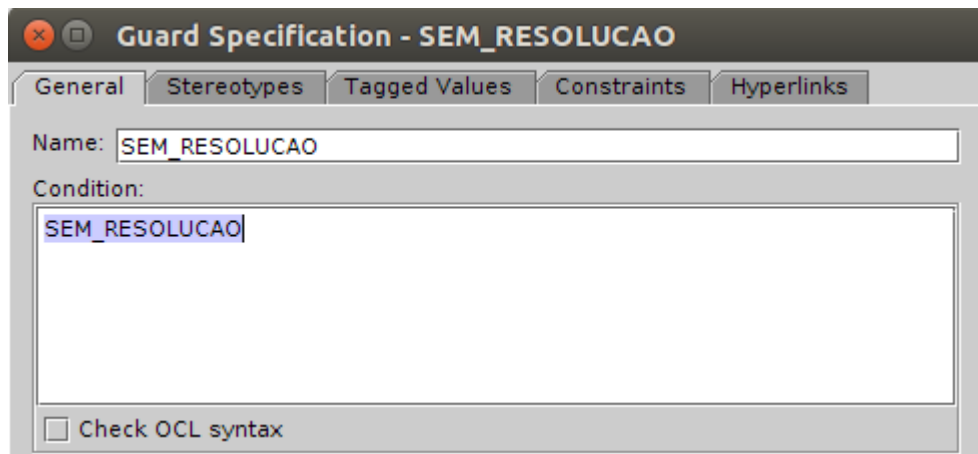 Guard Specification - SEM_RESOLUCAO
General Stereotypes Tagged Values Constraints Hyperlinks
Name: SEM_RESOLUCAO
Condition:
SEM_RESOLUCAO
Check OCL syntax